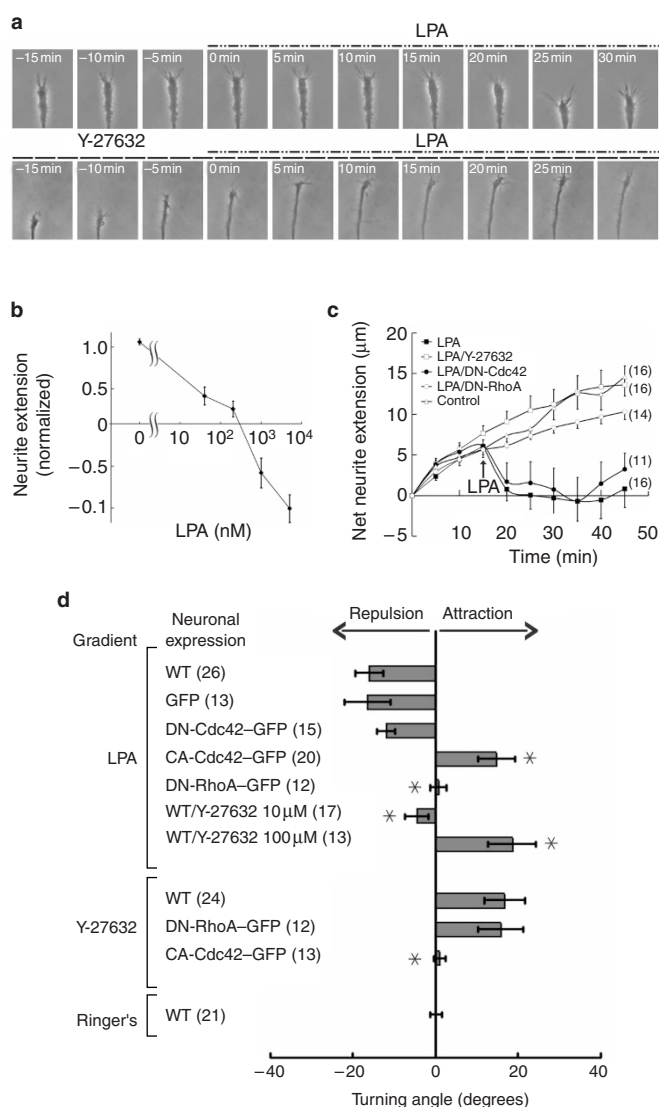 a
LPA
−15 min −10 min −5 min 0 min 5 min 10 min 15 min 20 min 25 min 30 min
Y-27632 LPA
−15 min −10 min −5 min 0 min 5 min 10 min 15 min 20 min 25 min 30 min
b
Neurite extension
(normalized)
1.0
0.5
0
−0.5
−0.1
0 10 10² 10³ 10⁴
LPA (nM)
c
Net neurite extension (μm)
20
15
10
5
0
−5
LPA
LPA/Y-27632
LPA/DN-Cdc42
LPA/DN-RhoA
Control
(16)
(16)
(14)
(11)
(16)
LPA
10 20 30 40 50
Time (min)
d
Gradient
Neuronal
expression
Repulsion Attraction
LPA
WT (26)
GFP (13)
DN-Cdc42–GFP (15)
CA-Cdc42–GFP (20)
DN-RhoA–GFP (12)
WT/Y-27632 10 μM (17)
WT/Y-27632 100 μM (13)
Y-27632
WT (24)
DN-RhoA–GFP (12)
CA-Cdc42–GFP (13)
Ringer's
WT (21)
−40 −20 0 20 40
Turning angle (degrees)